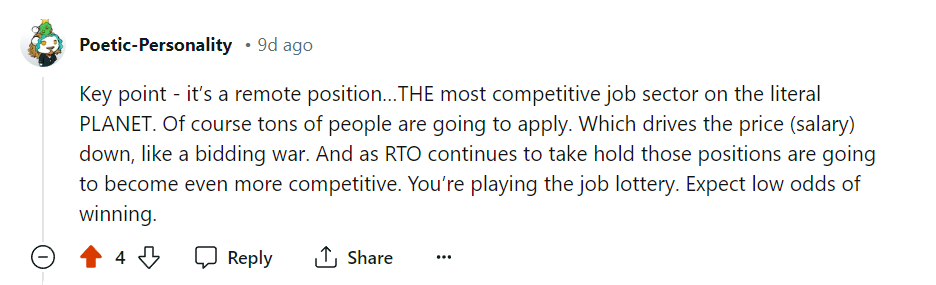 Poetic-Personality • 9d ago
Key point - it's a remote position...THE most competitive job sector on the literal
PLANET. Of course tons of people are going to apply. Which drives the price (salary)
down, like a bidding war. And as RTO continues to take hold those positions are going
to become even more competitive. You're playing the job lottery. Expect low odds of
winning.
4 Reply Share ...